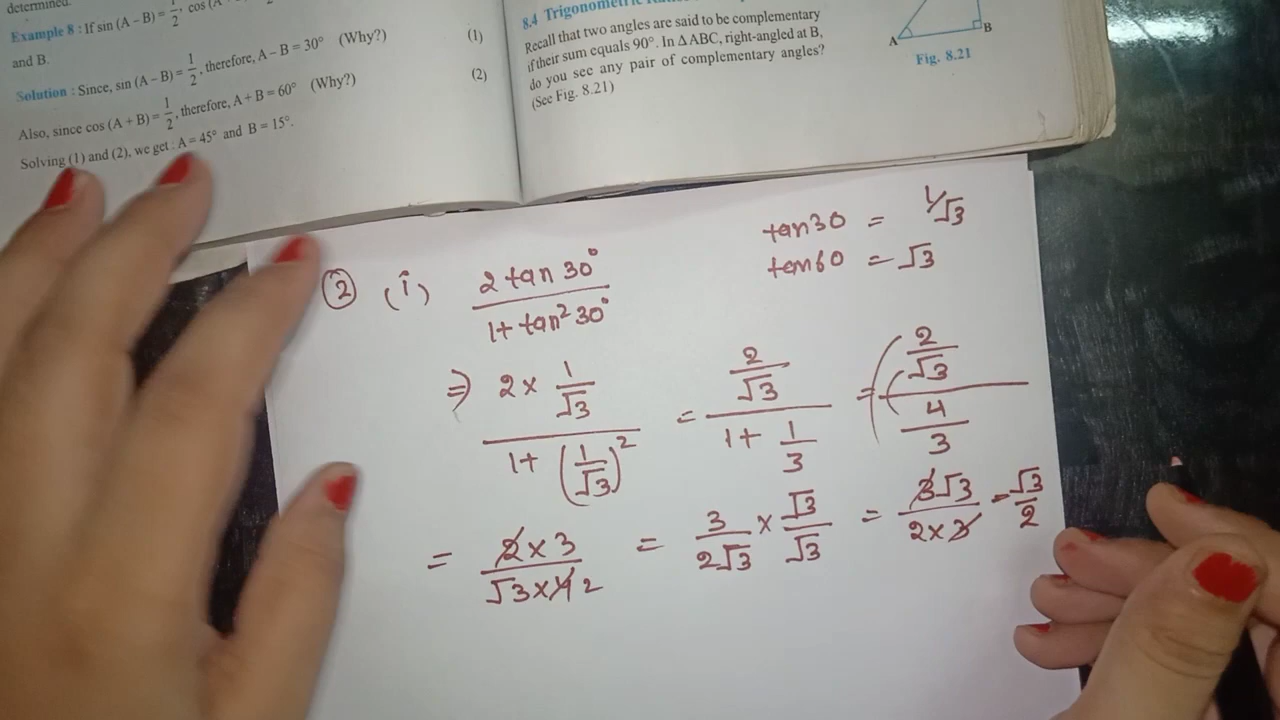 determined.
Example 8 : If sin (A – B) = 1/2, cos (A
and B.
Solution : Since, sin (A – B) = 1/2, therefore, A – B = 30° (Why?) (1)
Also, since cos (A + B) = 1/2, therefore, A + B = 60° (Why?) (2)
Solving (1) and (2), we get : A = 45° and B = 15°.
8.4 Trigonometric
Recall that two angles are said to be complementary
if their sum equals 90°. In ΔABC, right-angled at B,
do you see any pair of complementary angles?
(See Fig. 8.21)
A B
Fig. 8.21
tan30 = 1/√3
tan60 = √3
② (i) 2 tan 30° / 1 + tan² 30°
⇒ 2 × 1/√3 / 1 + (1/√3)² = 2/√3 / 1 + 1/3 = 2/√3 / 4/3
= 2 × 3 / √3 × 4 2 = 3/2√3 × √3/√3 = 3√3 / 2 × 3 = √3/2